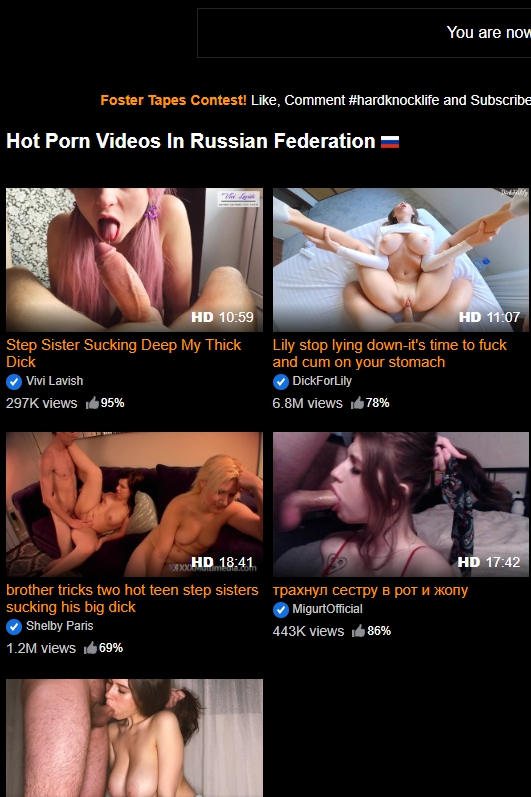 You are now
Foster Tapes Contest! Like, Comment #hardknocklife and Subscribe
Hot Porn Videos In Russian Federation
HD 10:59
HD 11:07
Step Sister Sucking Deep My Thick
Dick
Vivi Lavish
297K views 95%
Lily stop lying down-it's time to fuck
and cum on your stomach
DickForLily
6.8M views 78%
HD 18:41
HD 17:42
brother tricks two hot teen step sisters
sucking his big dick
Shelby Paris
1.2M views 69%
трахнул сестру в рот и жопу
MigurtOfficial
443K views 86%